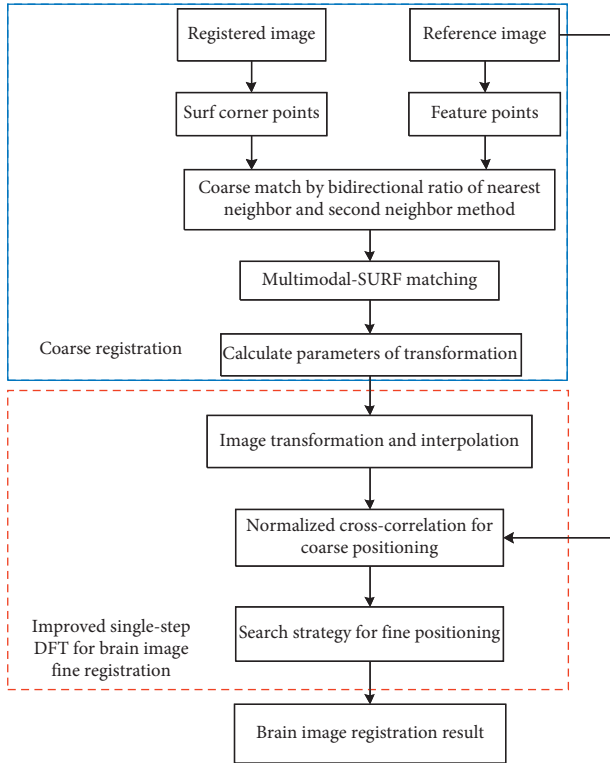 Registered image
Reference image
Surf corner points
Feature points
Coarse match by bidirectional ratio of nearest
neighbor and second neighbor method
Multimodal-SURF matching
Coarse registration
Calculate parameters of transformation
Image transformation and interpolation
Normalized cross-correlation for
coarse positioning
Improved single-step
DFT for brain image
fine registration
Search strategy for fine positioning
Brain image registration result